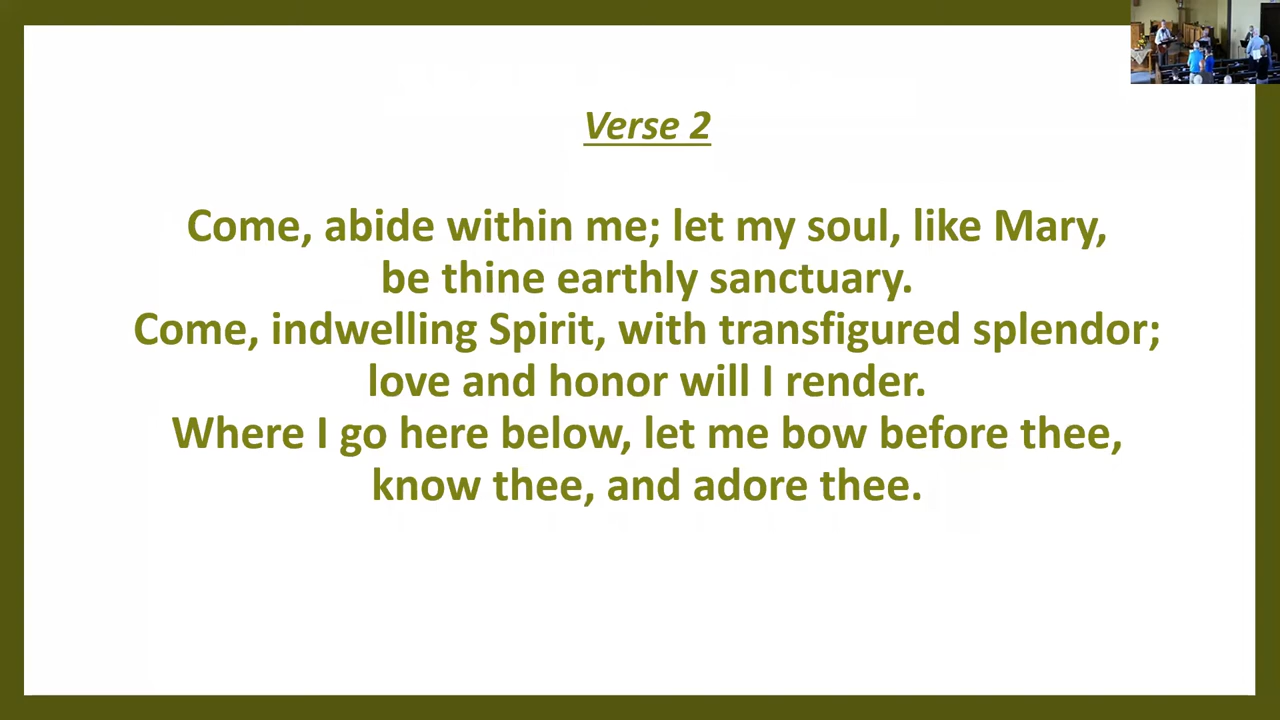 Verse 2
Come, abide within me; let my soul, like Mary,
be thine earthly sanctuary.
Come, indwelling Spirit, with transfigured splendor;
love and honor will I render.
Where I go here below, let me bow before thee,
know thee, and adore thee.